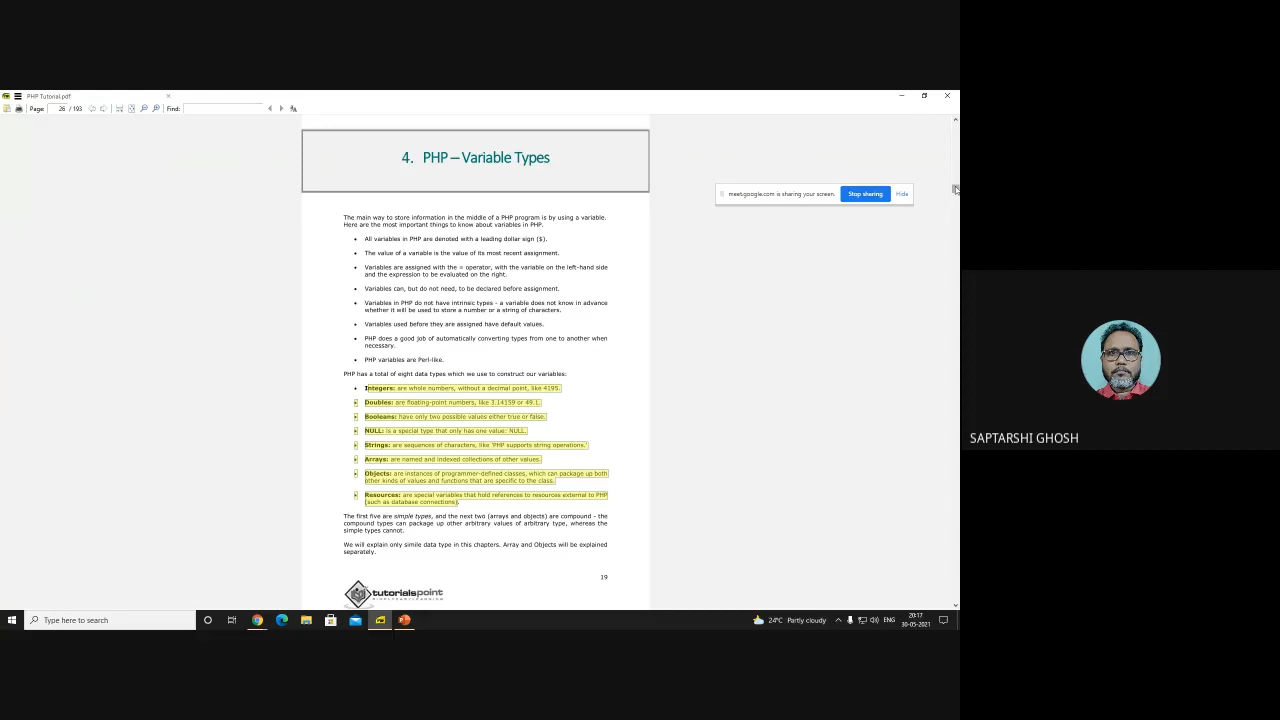 PHP Tutorial.pdf
Page: 26 / 193 Find:
4. PHP – Variable Types
meet.google.com is sharing your screen. Stop sharing Hide
The main way to store information in the middle of a PHP program is by using a variable.
Here are the most important things to know about variables in PHP.
• All variables in PHP are denoted with a leading dollar sign ($).
• The value of a variable is the value of its most recent assignment.
• Variables are assigned with the = operator, with the variable on the left-hand side
and the expression to be evaluated on the right.
• Variables can, but do not need, to be declared before assignment.
• Variables in PHP do not have intrinsic types - a variable does not know in advance
whether it will be used to store a number or a string of characters.
• Variables used before they are assigned have default values.
• PHP does a good job of automatically converting types from one to another when
necessary.
• PHP variables are Perl-like.
PHP has a total of eight data types which we use to construct our variables:
• Integers: are whole numbers, without a decimal point, like 4195.
• Doubles: are floating-point numbers, like 3.14159 or 49.1.
• Booleans: have only two possible values either true or false.
• NULL: is a special type that only has one value: NULL.
• Strings: are sequences of characters, like 'PHP supports string operations.'
• Arrays: are named and indexed collections of other values.
• Objects: are instances of programmer-defined classes, which can package up both
other kinds of values and functions that are specific to the class.
• Resources: are special variables that hold references to resources external to PHP
(such as database connections).
The first five are simple types, and the next two (arrays and objects) are compound - the
compound types can package up other arbitrary values of arbitrary type, whereas the
simple types cannot.
We will explain only simile data type in this chapters. Array and Objects will be explained
separately.
19
tutorialspoint
SAPTARSHI GHOSH
Type here to search
24°C Partly cloudy
ENG
20:17
30-05-2021